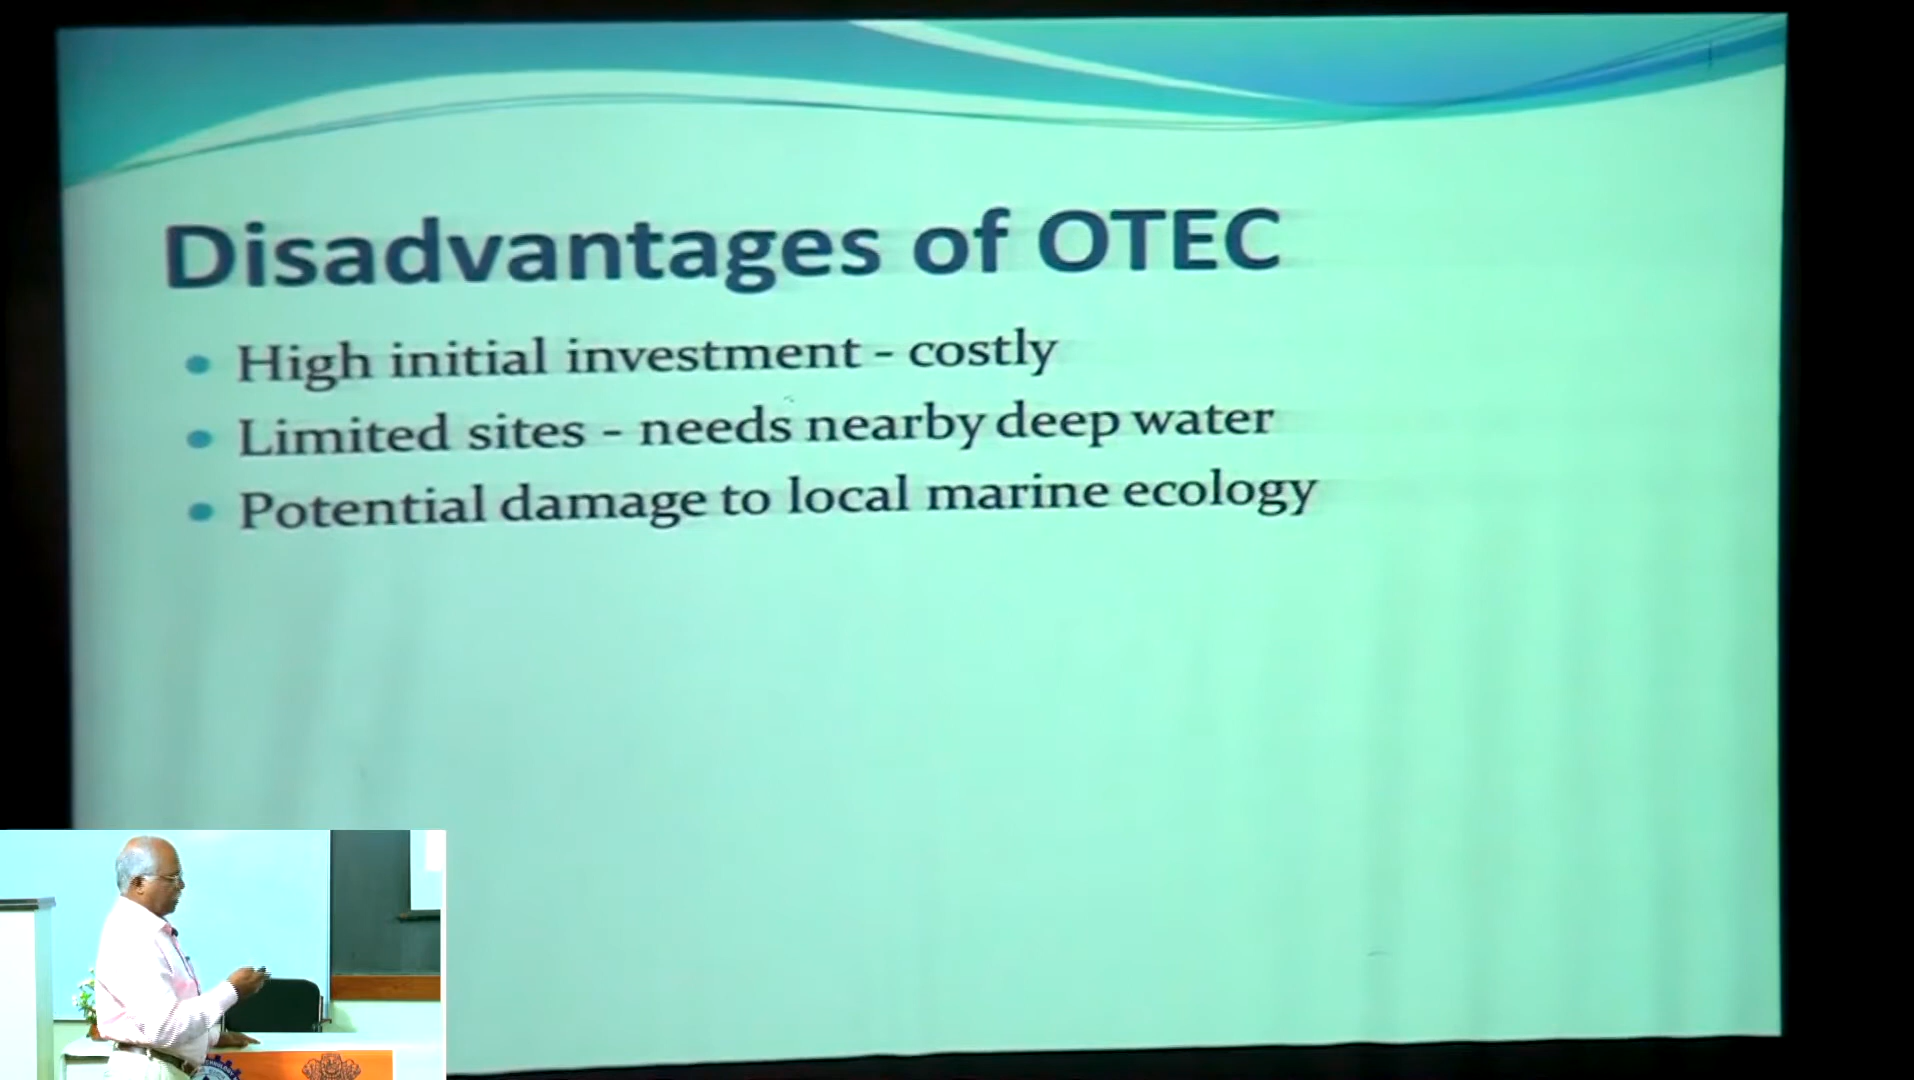 Disadvantages of OTEC
High initial investment - costly
Limited sites - needs nearby deep water
Potential damage to local marine ecology